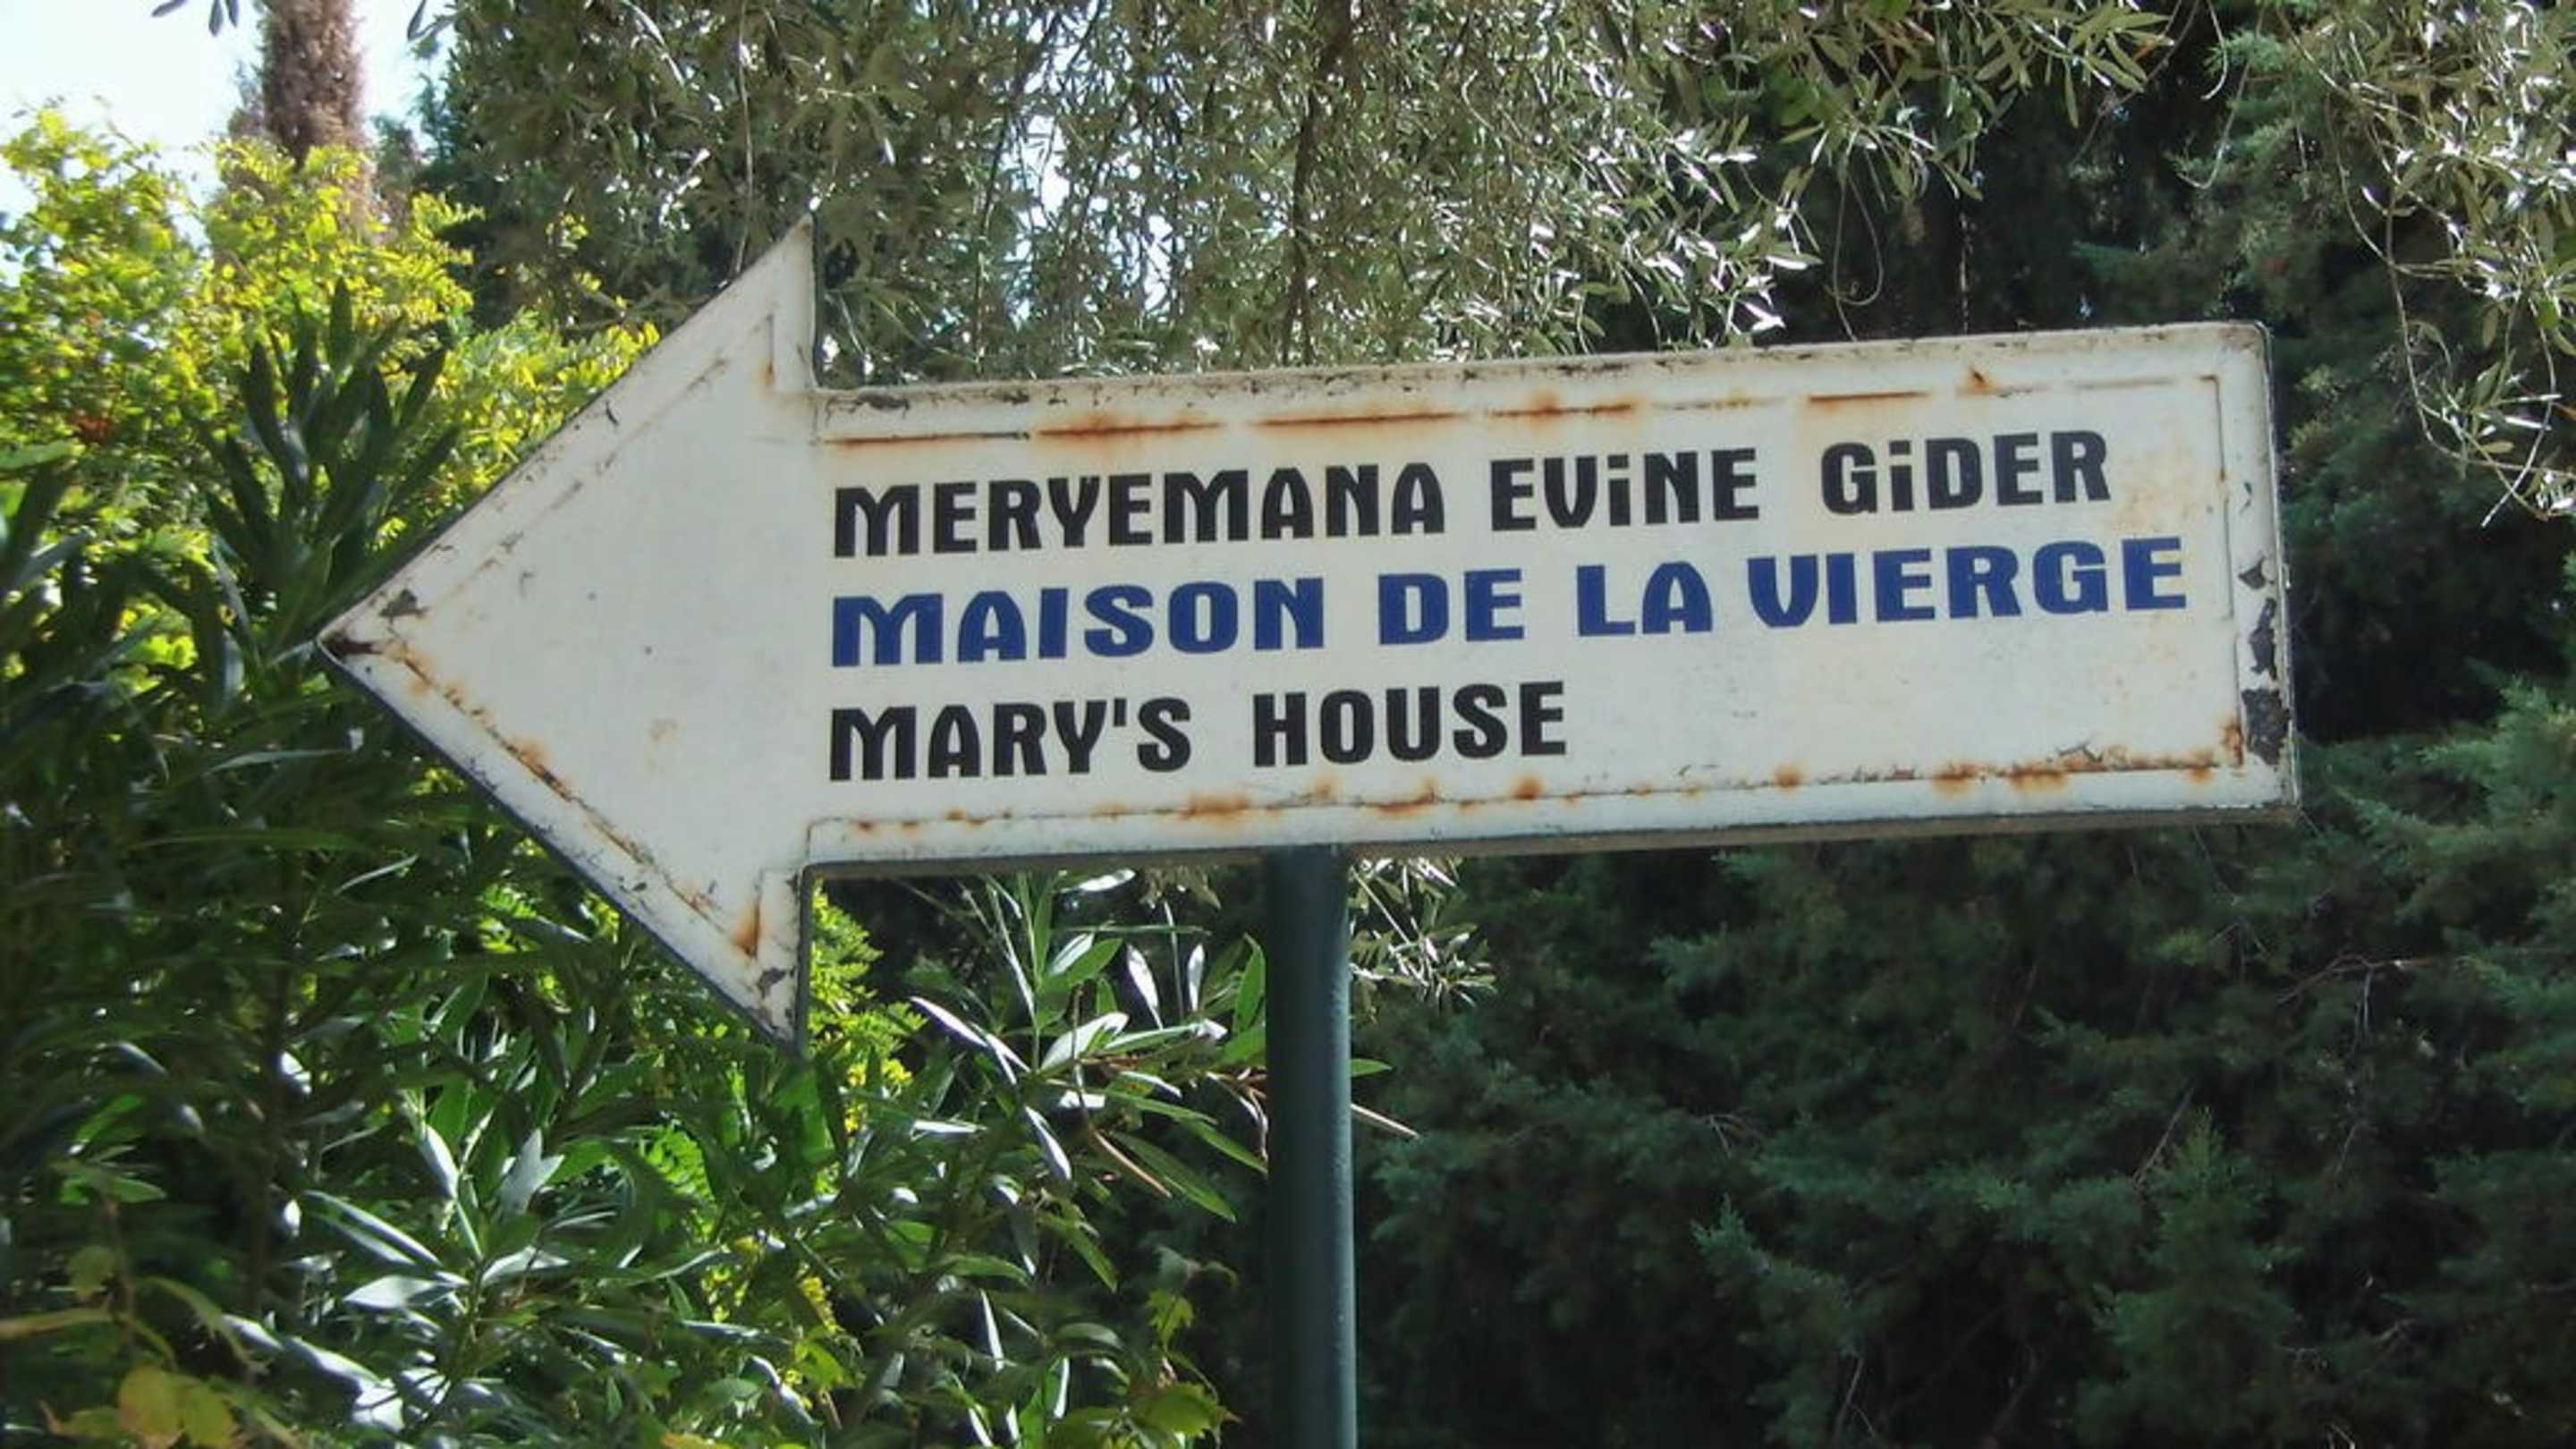 MERYEMANA EViNE GiDER
MAISON DE LA VIERGE
MARY'S HOUSE